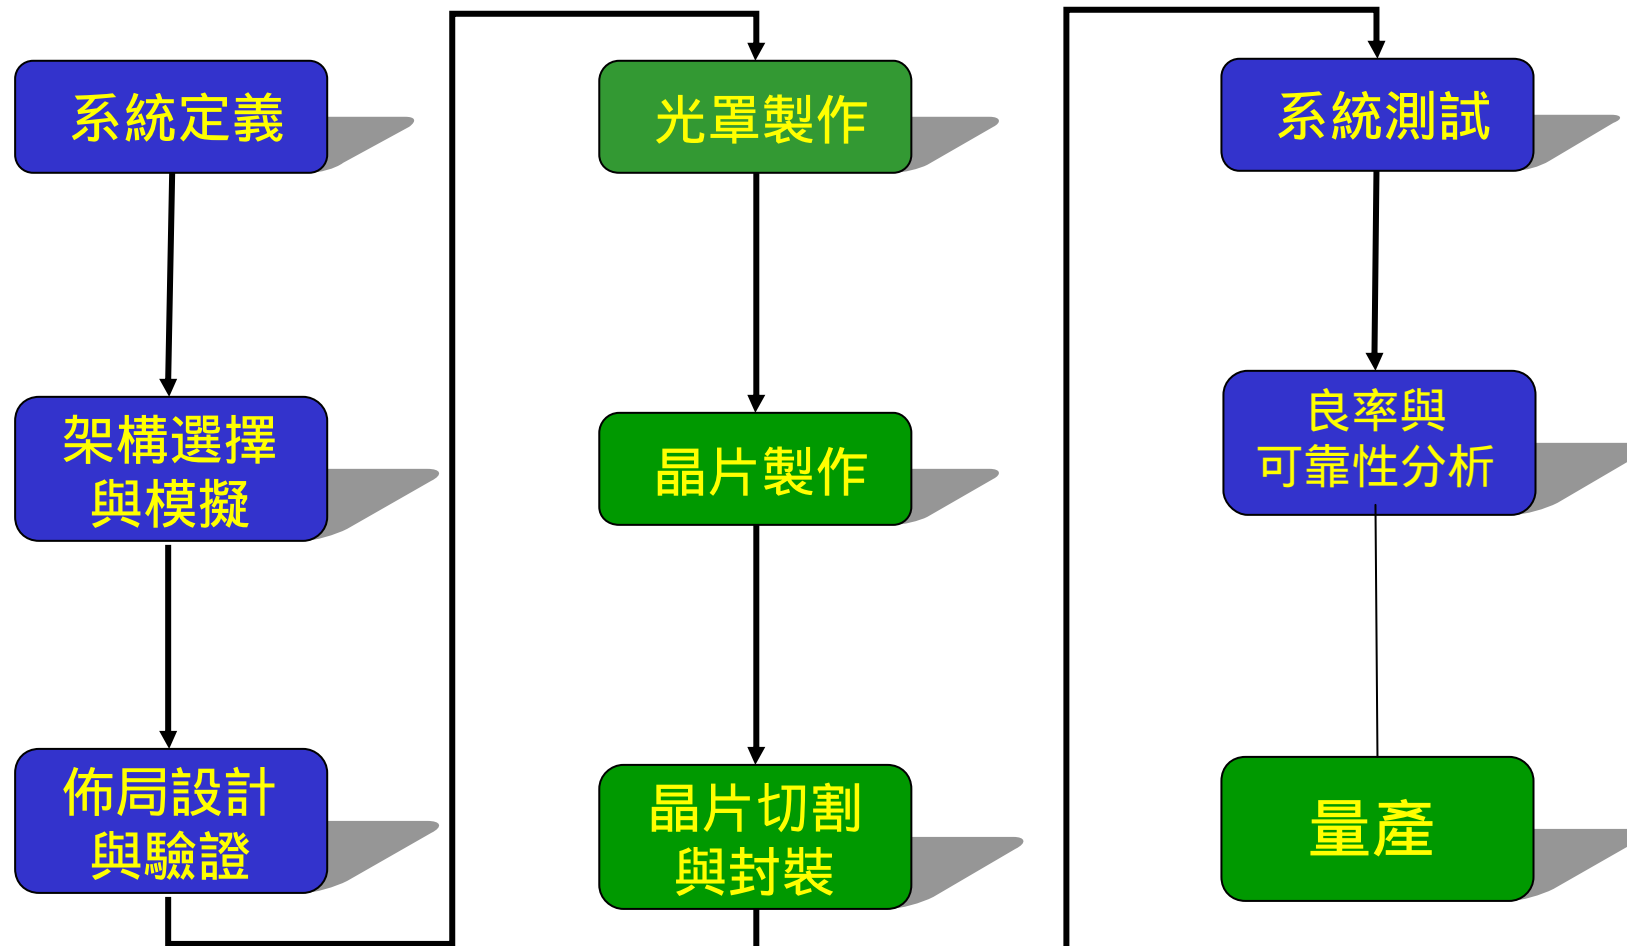 系統定義
架構選擇
與模擬
佈局設計
與驗證
光罩製作
晶片製作
晶片切割
與封裝
系統測試
良率與
可靠性分析
量產